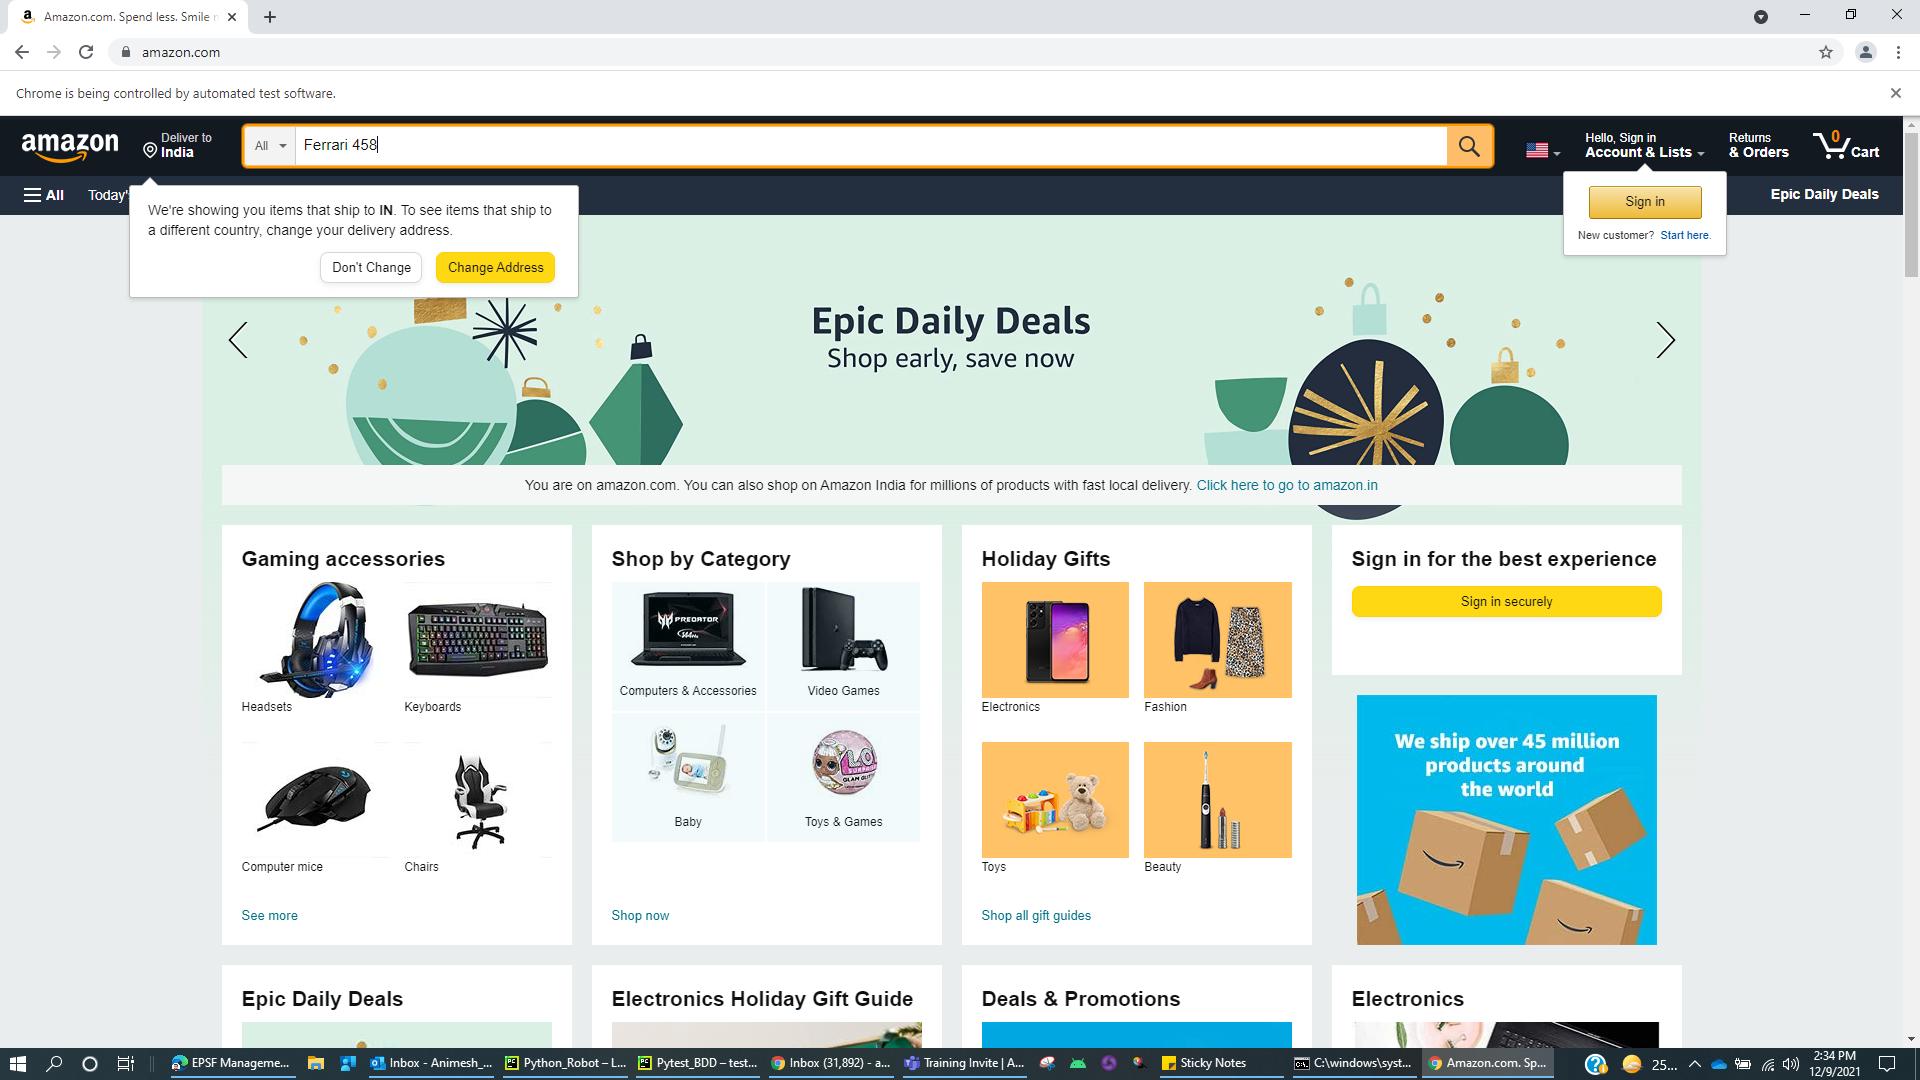 Amazon.com. Spend less. Smile
amazon.com
Chrome is being controlled by automated test software.
amazon
Deliver to
India
All
Ferrari 458
Hello, Sign in
Account & Lists
Returns
& Orders
0
Cart
All
Today'
Epic Daily Deals
We're showing you items that ship to IN. To see items that ship to
a different country, change your delivery address.
Don't Change
Change Address
Sign in
New customer? Start here.
Epic Daily Deals
Shop early, save now
You are on amazon.com. You can also shop on Amazon India for millions of products with fast local delivery. Click here to go to amazon.in
Gaming accessories
Headsets
Keyboards
Computer mice
Chairs
See more
Shop by Category
PREDATOR
Computers & Accessories
Video Games
Baby
Toys & Games
Shop now
Holiday Gifts
Electronics
Fashion
Toys
Beauty
Shop all gift guides
Sign in for the best experience
Sign in securely
We ship over 45 million
products around
the world
Epic Daily Deals
Electronics Holiday Gift Guide
Deals & Promotions
Electronics
EPSF Manageme...
Inbox - Animesh_...
Python_Robot – L...
Pytest_BDD – test...
Inbox (31,892) - a...
Training Invite | A...
Sticky Notes
C:\windows\syst...
Amazon.com. Sp...
25...
2:34 PM
12/9/2021